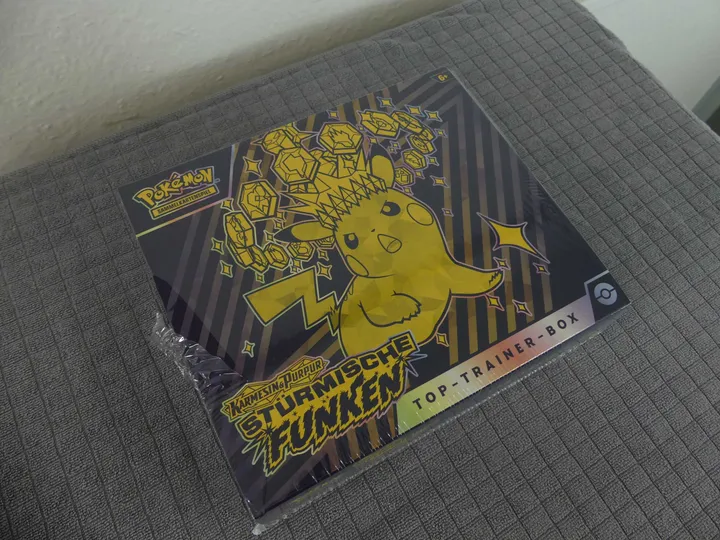 6+
POKÉMON
SAMMELKARTENSPIEL
KARMESIN & PURPUR
STÜRMISCHE
FUNKEN
TOP-TRAINER-BOX